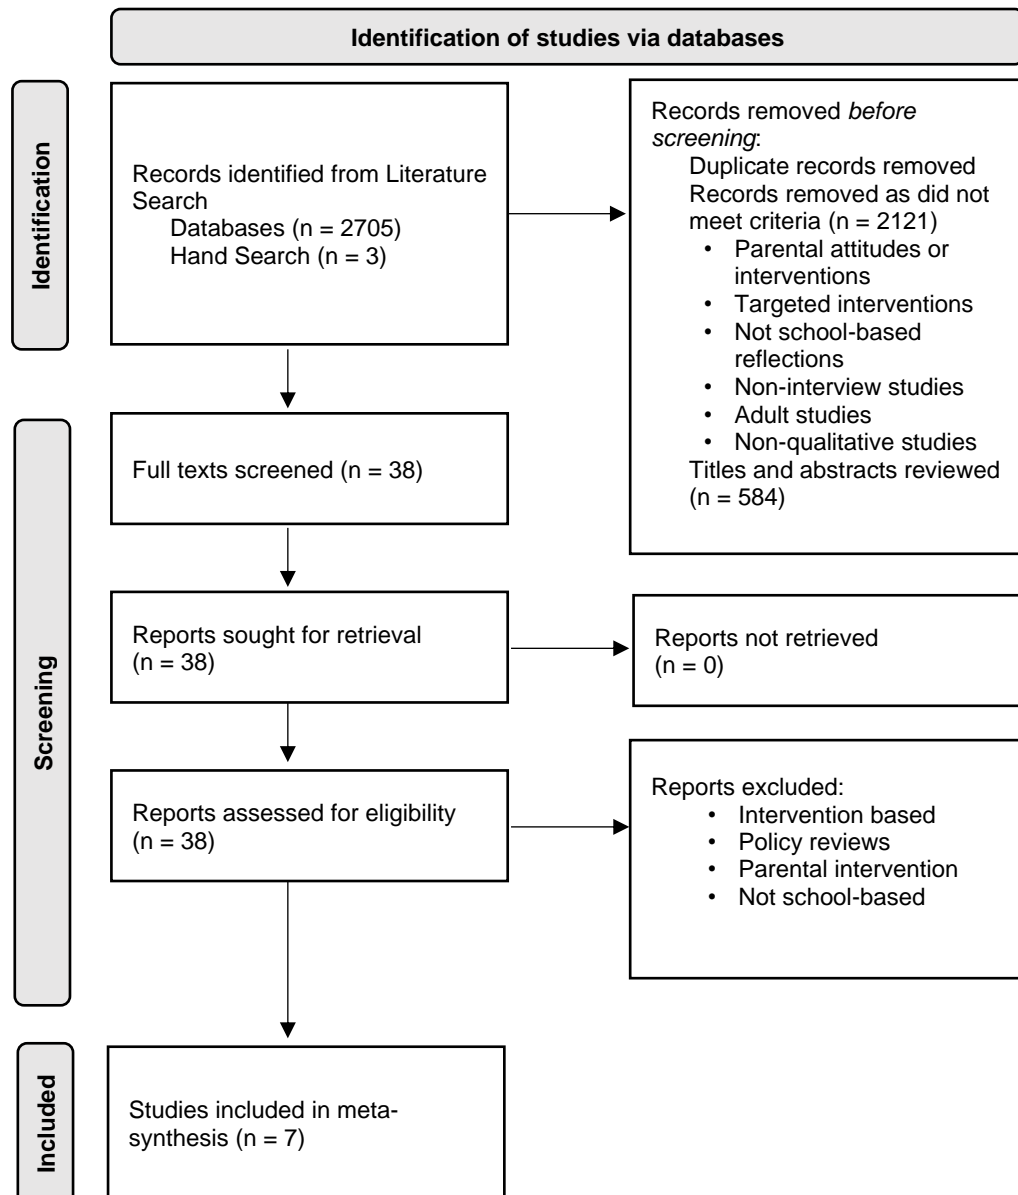 Identification of studies via databases
Identification
Records identified from Literature
Search
Databases (n = 2705)
Hand Search (n = 3)
Records removed before
screening:
Duplicate records removed
Records removed as did not
meet criteria (n = 2121)
• Parental attitudes or
interventions
• Targeted interventions
• Not school-based
reflections
• Non-interview studies
• Adult studies
• Non-qualitative studies
Titles and abstracts reviewed
(n = 584)
Screening
Full texts screened (n = 38)
Reports sought for retrieval
(n = 38)
Reports not retrieved
(n = 0)
Reports assessed for eligibility
(n = 38)
Reports excluded:
• Intervention based
• Policy reviews
• Parental intervention
• Not school-based
Included
Studies included in meta-
synthesis (n = 7)